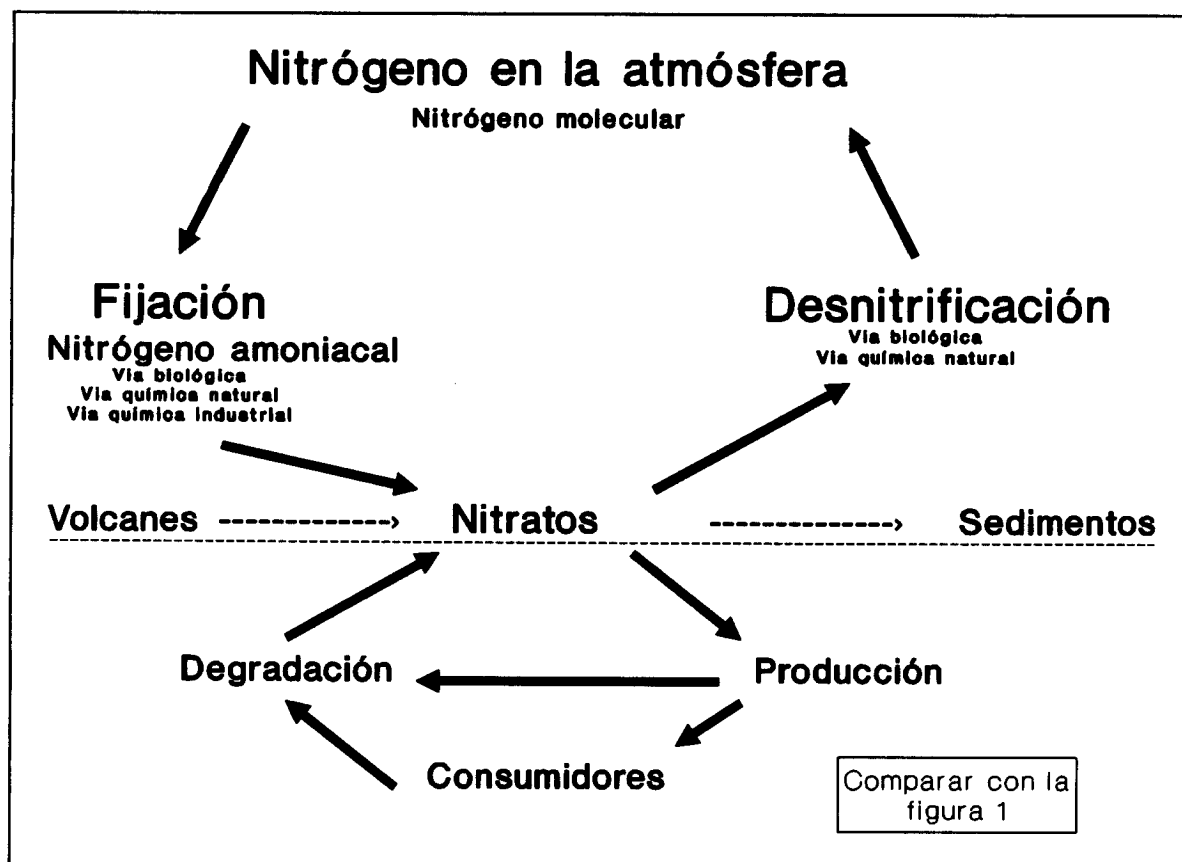 Nitrógeno en la atmósfera
Nitrógeno molecular
Fijación
Nitrógeno amoniacal
Via biológica
Via química natural
Via química industrial
Desnitrificación
Via biológica
Via química natural
Volcanes
Nitratos
Sedimentos
Degradación
Producción
Consumidores
Comparar con la
figura 1